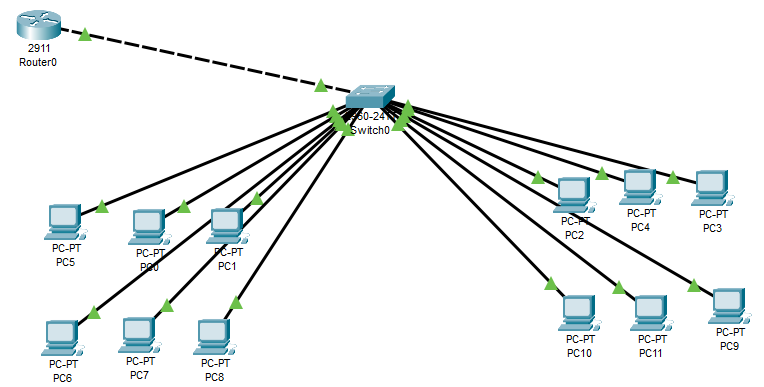 2911
Router0
Switch0
PC-PT
PC5
PC-PT
PC-PT
PC1
PC-PT
PC2
PC-PT
PC4
PC-PT
PC3
PC-PT
PC6
PC-PT
PC7
PC-PT
PC8
PC-PT
PC10
PC-PT
PC11
PC-PT
PC9